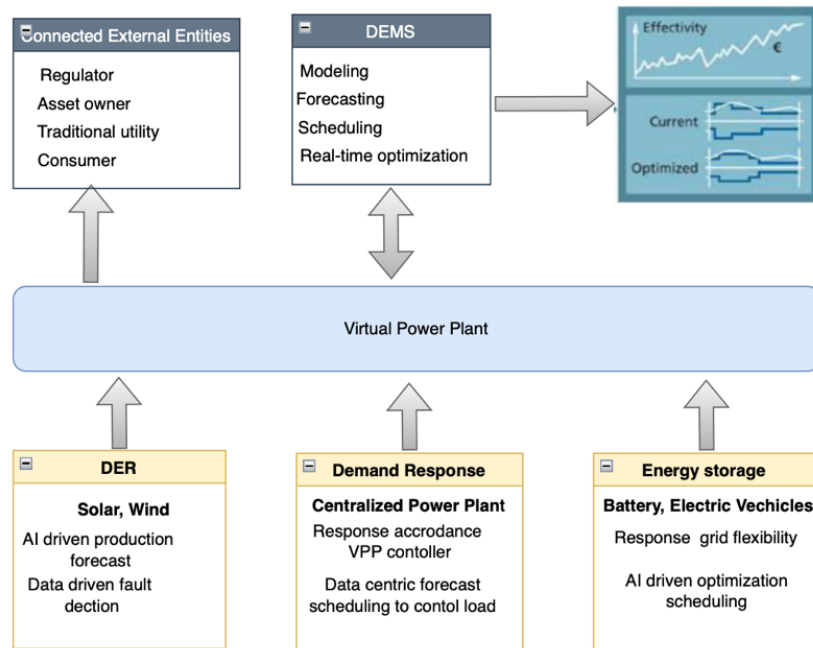 Connected External Entities
Regulator
Asset owner
Traditional utility
Consumer
DEMS
Modeling
Forecasting
Scheduling
Real-time optimization
Effectivity
€
Current
Optimized
Virtual Power Plant
DER
Solar, Wind
AI driven production
forecast
Data driven fault
dection
Demand Response
Centralized Power Plant
Response accrodance
VPP contoller
Data centric forecast
scheduling to contol load
Energy storage
Battery, Electric Vechicles
Response grid flexibility
AI driven optimization
scheduling